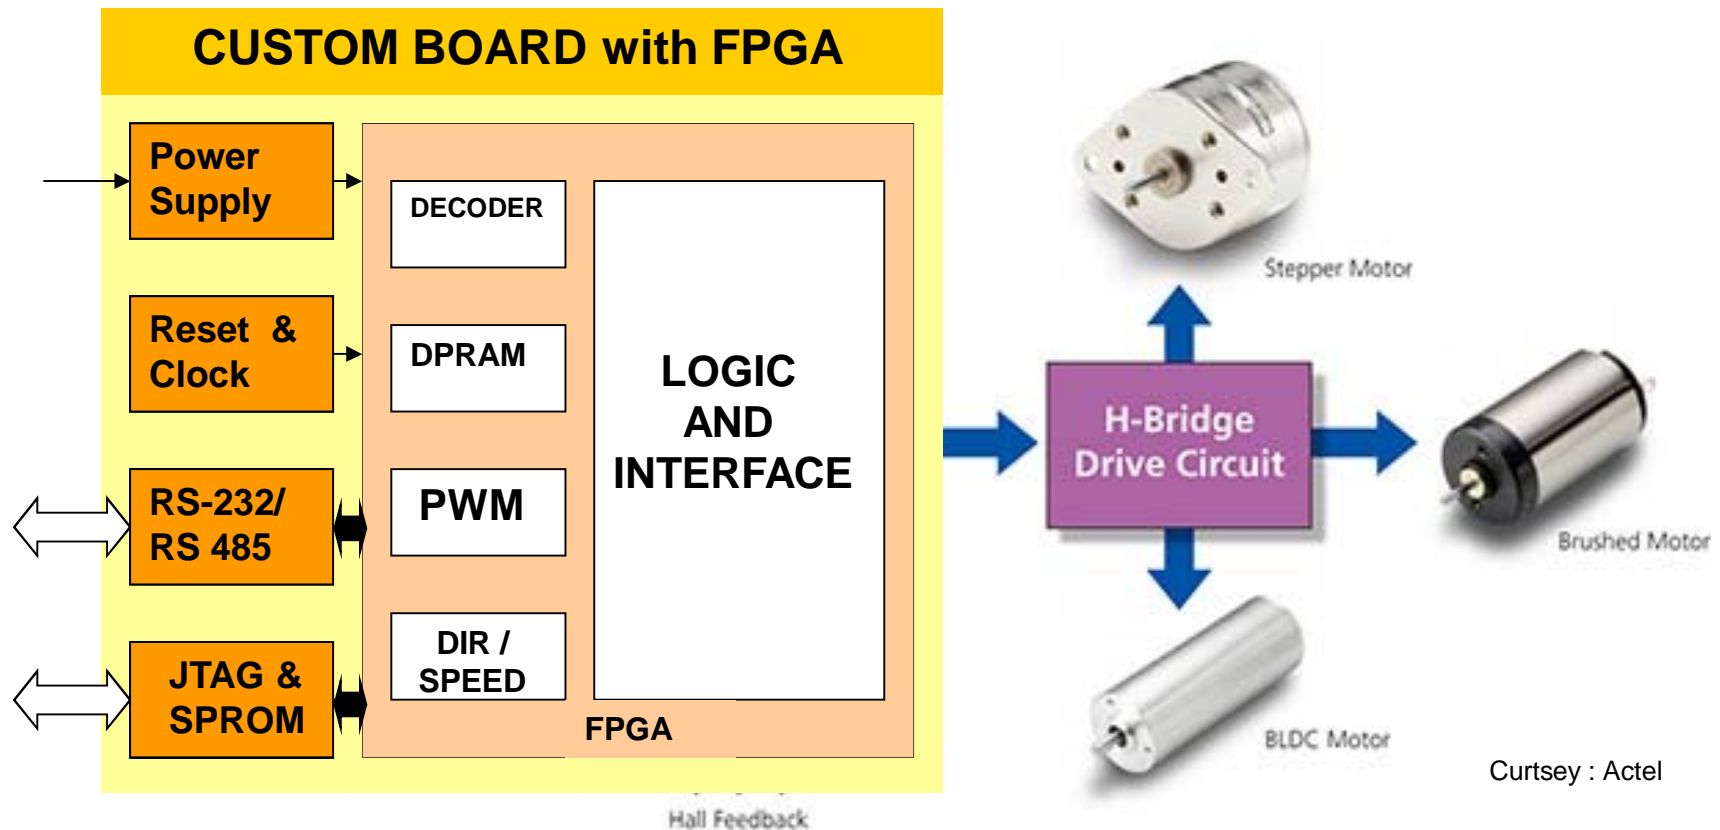 CUSTOM BOARD with FPGA
Power
Supply
Reset & 
Clock
RS-232/
RS 485
JTAG &
SPROM
DECODER
DPRAM
PWM
DIR /
SPEED
LOGIC
AND
INTERFACE
FPGA
H-Bridge
Drive Circuit
Stepper Motor
Brushed Motor
BLDC Motor
Curtsey : Actel
Hall Feedback